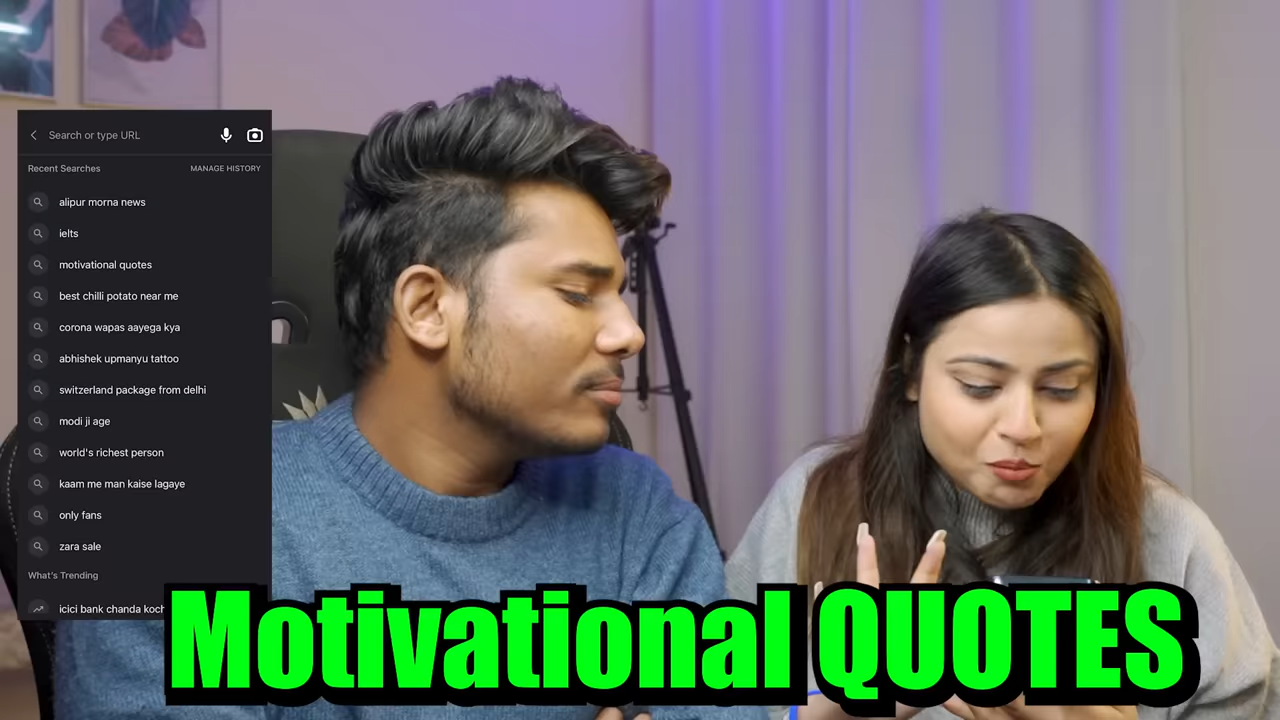 Search or type URL
Recent Searches MANAGE HISTORY
alipur morna news
ielts
motivational quotes
best chilli potato near me
corona wapas aayega kya
abhishek upmanyu tattoo
switzerland package from delhi
modi ji age
world's richest person
kaam me man kaise lagaye
only fans
zara sale
What's Trending
icici bank chanda
Motivational QUOTES